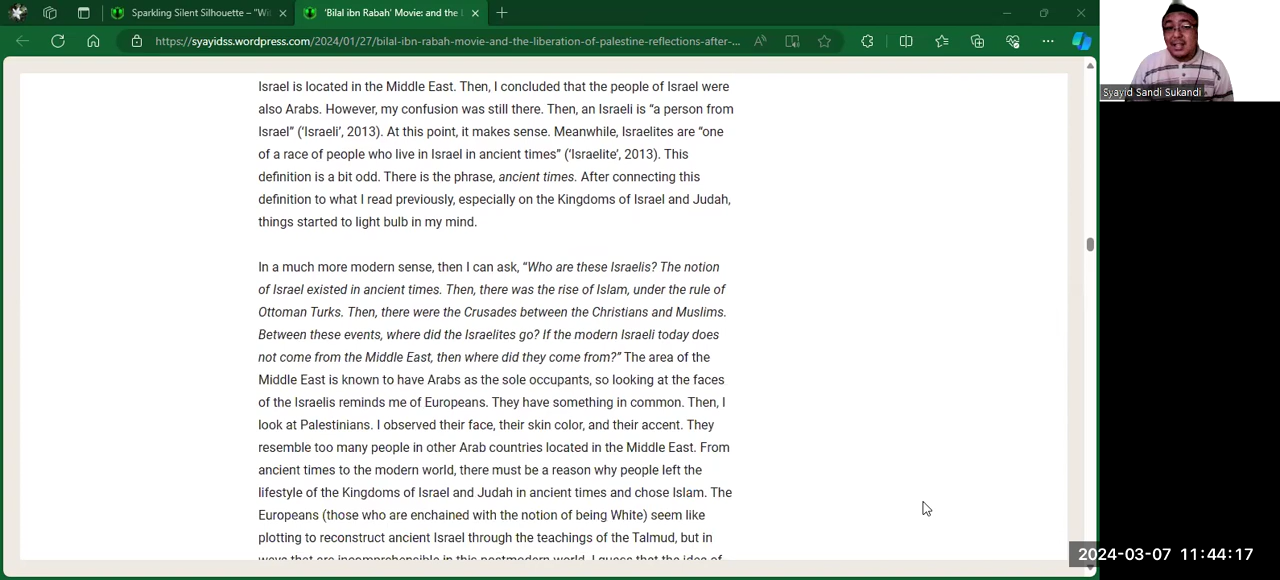 Sparkling Silent Silhouette – "Wi
'Bilal ibn Rabah' Movie: and the L
https://syayidss.wordpress.com/2024/01/27/bilal-ibn-rabah-movie-and-the-liberation-of-palestine-reflections-after-...
Syayid Sandi Sukandi
Israel is located in the Middle East. Then, I concluded that the people of Israel were
also Arabs. However, my confusion was still there. Then, an Israeli is “a person from
Israel” (‘Israeli’, 2013). At this point, it makes sense. Meanwhile, Israelites are “one
of a race of people who live in Israel in ancient times” (‘Israelite’, 2013). This
definition is a bit odd. There is the phrase, ancient times. After connecting this
definition to what I read previously, especially on the Kingdoms of Israel and Judah,
things started to light bulb in my mind.
In a much more modern sense, then I can ask, “Who are these Israelis? The notion
of Israel existed in ancient times. Then, there was the rise of Islam, under the rule of
Ottoman Turks. Then, there were the Crusades between the Christians and Muslims.
Between these events, where did the Israelites go? If the modern Israeli today does
not come from the Middle East, then where did they come from?” The area of the
Middle East is known to have Arabs as the sole occupants, so looking at the faces
of the Israelis reminds me of Europeans. They have something in common. Then, I
look at Palestinians. I observed their face, their skin color, and their accent. They
resemble too many people in other Arab countries located in the Middle East. From
ancient times to the modern world, there must be a reason why people left the
lifestyle of the Kingdoms of Israel and Judah in ancient times and chose Islam. The
Europeans (those who are enchained with the notion of being White) seem like
plotting to reconstruct ancient Israel through the teachings of the Talmud, but in
ways that are incomprehensible in this postmodern world. I guess that the idea of
2024-03-07 11:44:17